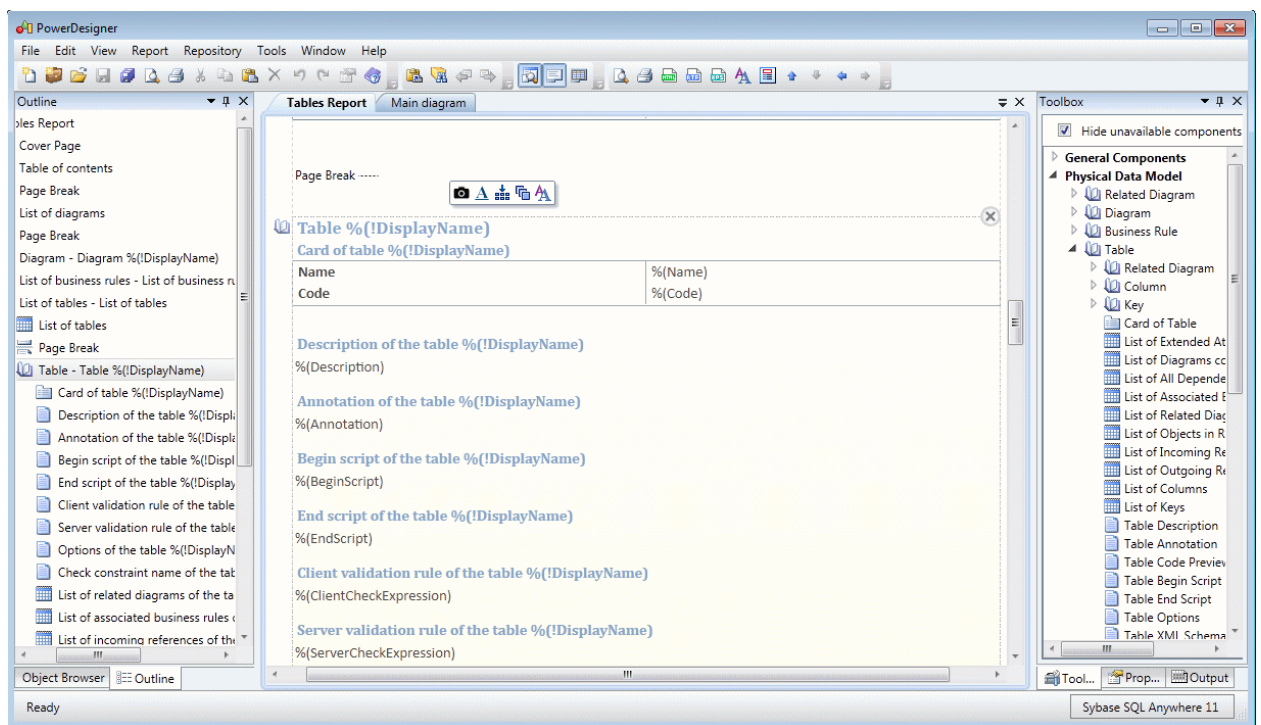 PowerDesigner
File Edit View Report Repository Tools Window Help
Outline
bles Report
Cover Page
Table of contents
Page Break
List of diagrams
Page Break
Diagram - Diagram %(!DisplayName)
List of business rules - List of business ru
List of tables - List of tables
List of tables
Page Break
Table - Table %(!DisplayName)
Card of table %(!DisplayName)
Description of the table %(!Displa
Annotation of the table %(!Displa
Begin script of the table %(!Displ
End script of the table %(!Display
Client validation rule of the table
Server validation rule of the table
Options of the table %(!DisplayN
Check constraint name of the tab
List of related diagrams of the ta
List of associated business rules o
List of incoming references of the
Object Browser Outline
Tables Report Main diagram
Page Break -----
Table %(!DisplayName)
Card of table %(!DisplayName)
Name %(Name)
Code %(Code)
Description of the table %(!DisplayName)
%(Description)
Annotation of the table %(!DisplayName)
%(Annotation)
Begin script of the table %(!DisplayName)
%(BeginScript)
End script of the table %(!DisplayName)
%(EndScript)
Client validation rule of the table %(!DisplayName)
%(ClientCheckExpression)
Server validation rule of the table %(!DisplayName)
%(ServerCheckExpression)
Toolbox
Hide unavailable components
General Components
Physical Data Model
Related Diagram
Diagram
Business Rule
Table
Related Diagram
Column
Key
Card of Table
List of Extended At
List of Diagrams co
List of All Depende
List of Associated B
List of Related Diag
List of Objects in R
List of Incoming Re
List of Outgoing Re
List of Columns
List of Keys
Table Description
Table Annotation
Table Code Preview
Table Begin Script
Table End Script
Table Options
Table XML Schema
Tool... Prop... Output
Ready
Sybase SQL Anywhere 11